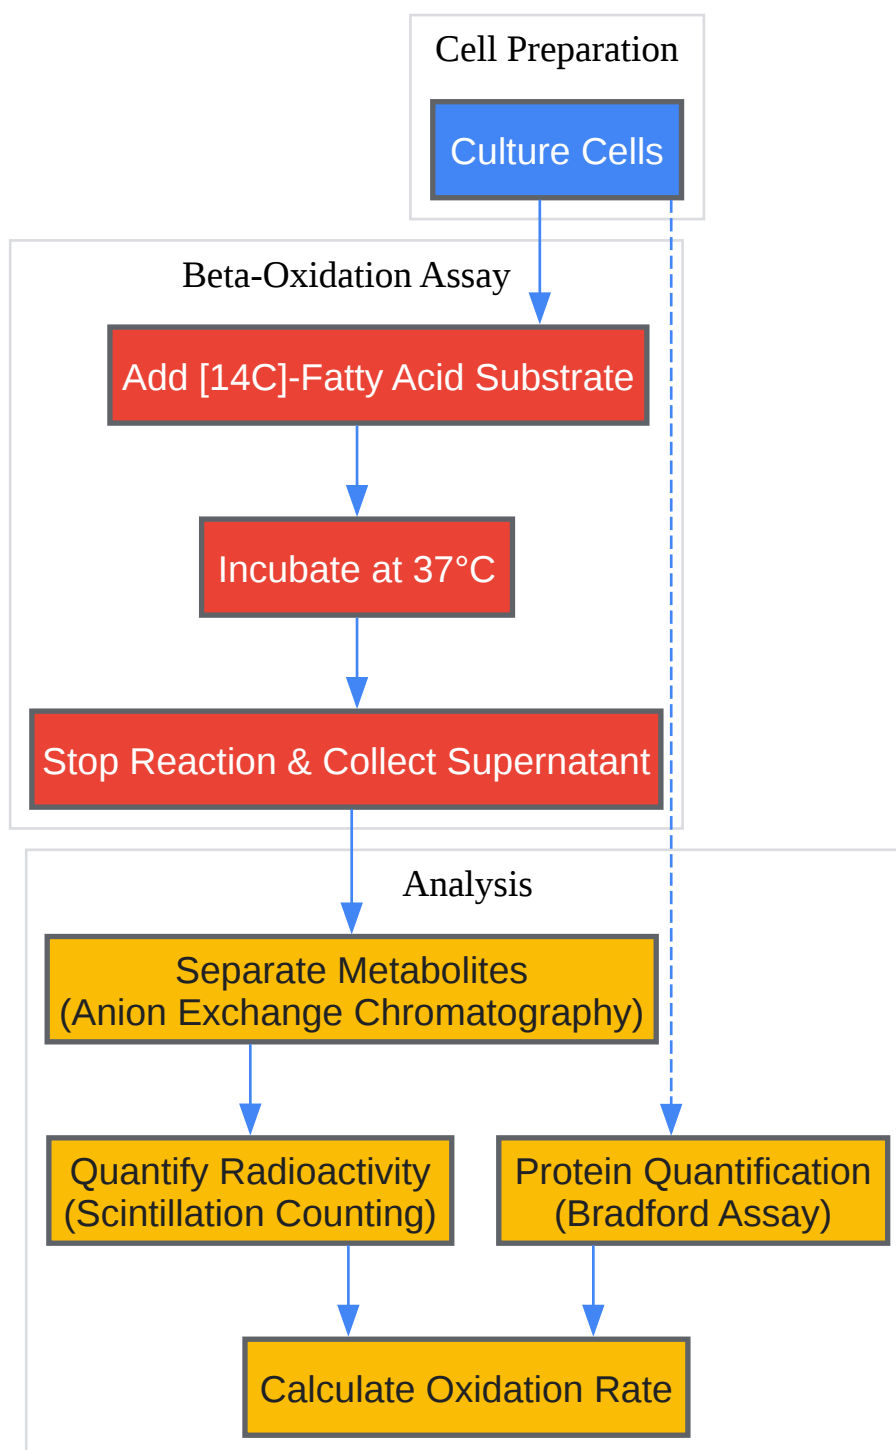 Cell Preparation
Culture Cells
Beta-Oxidation Assay
Add [14C]-Fatty Acid Substrate
Incubate at 37°C
Stop Reaction & Collect Supernatant
Analysis
Separate Metabolites
(Anion Exchange Chromatography)
Quantify Radioactivity
(Scintillation Counting)
Protein Quantification
(Bradford Assay)
Calculate Oxidation Rate